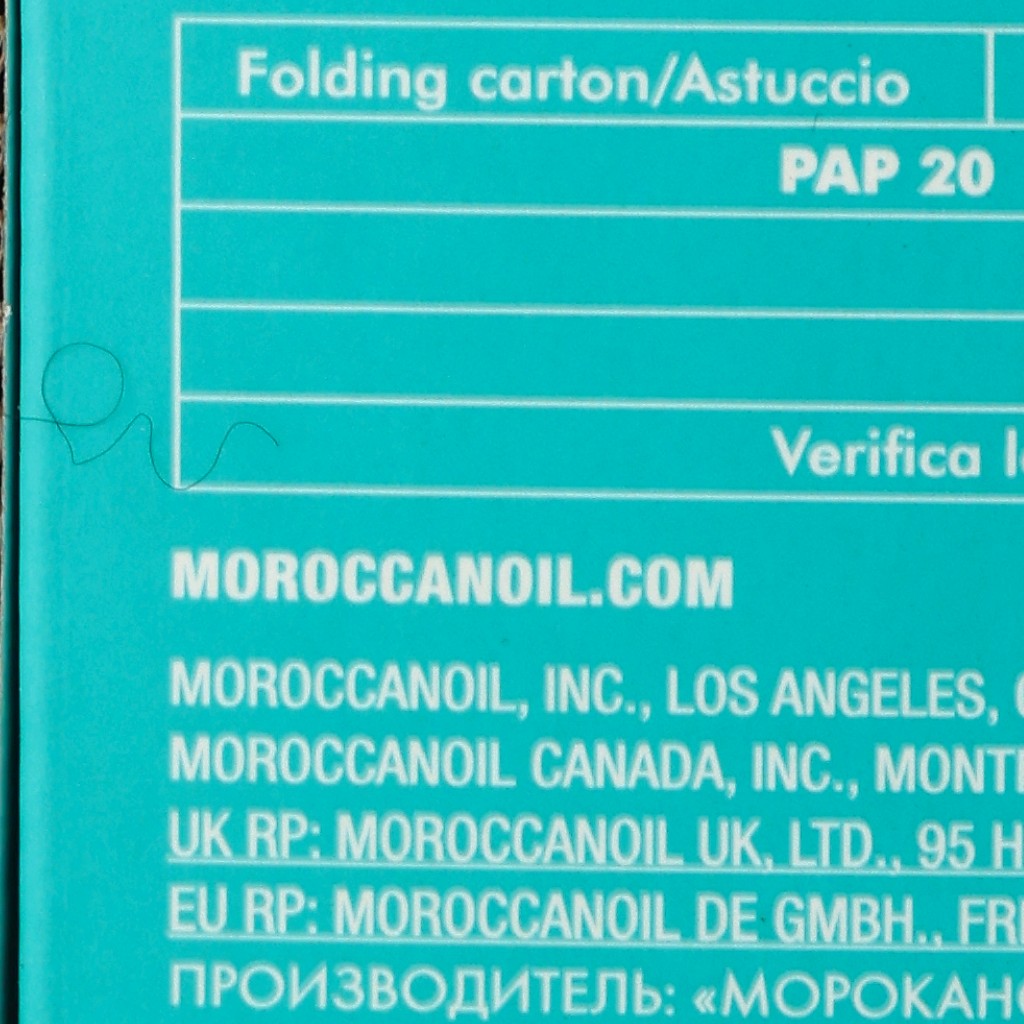 Folding carton/Astuccio
PAP 20
Verifica
MOROCCANOIL.COM
MOROCCANOIL, INC., LOS ANGELES,
MOROCCANOIL CANADA, INC.,
UK RP: MOROCCANOIL UK, LTD., 95
EU RP: MOROCCANOIL DE GMBH.,
ПРОИЗВОДИТЕЛЬ: